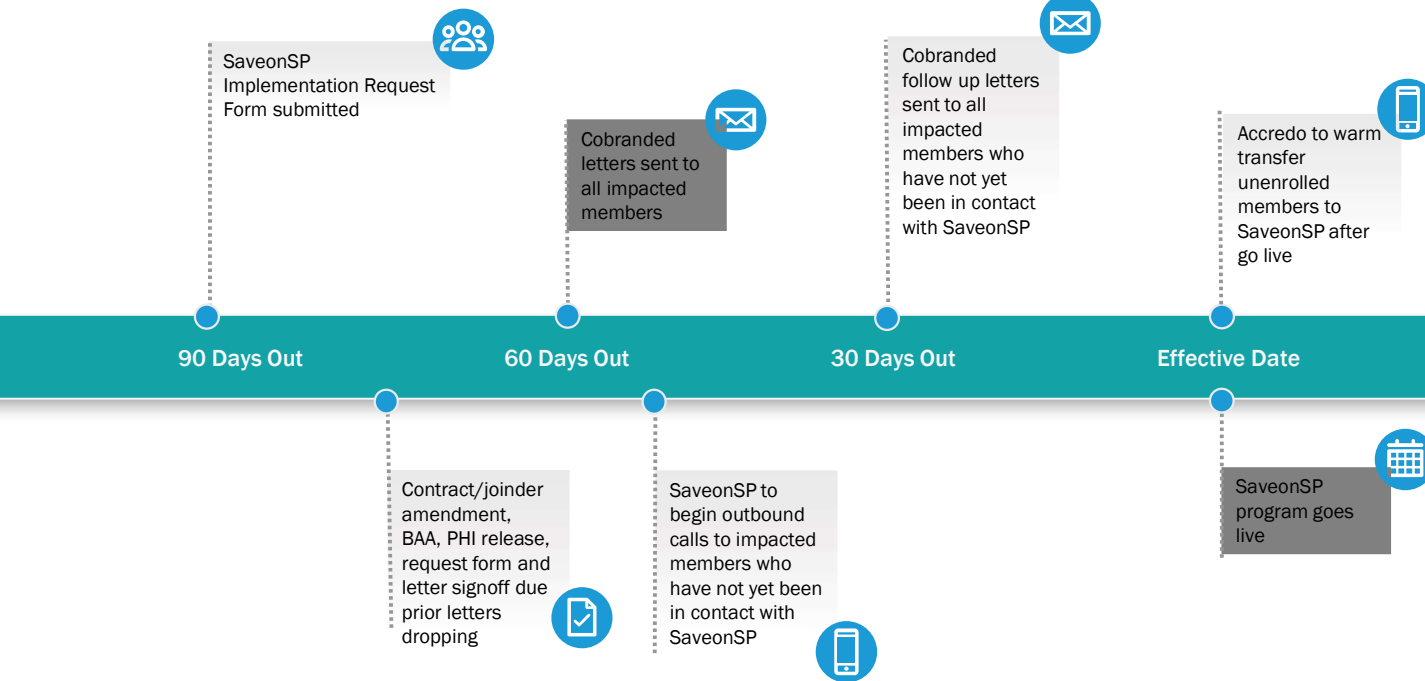 SaveonSP
Implementation Request
Form submitted
Cobranded
letters sent to
all impacted
members
Cobranded
follow up letters
sent to all
impacted
members who
have not yet
been in contact
with SaveonSP
Accredo to warm
transfer
unenrolled
members to
SaveonSP after
go live
90 Days Out
60 Days Out
30 Days Out
Effective Date
Contract/joinder
amendment,
BAA, PHI release,
request form and
letter signoff due
prior letters
dropping
SaveonSP to
begin outbound
calls to impacted
members who
have not yet been
in contact with
SaveonSP
SaveonSP
program goes
live